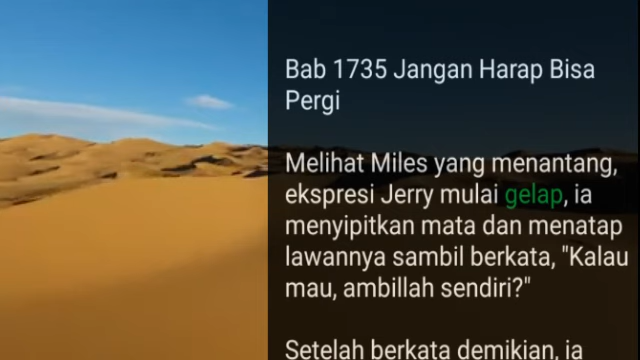 Bab 1735 Jangan Harap Bisa
Pergi
Melihat Miles yang menantang,
ekspresi Jerry mulai gelap, ia
menyipitkan mata dan menatap
lawannya sambil berkata, "Kalau
mau, ambillah sendiri?"
Setelah berkata demikian, ia